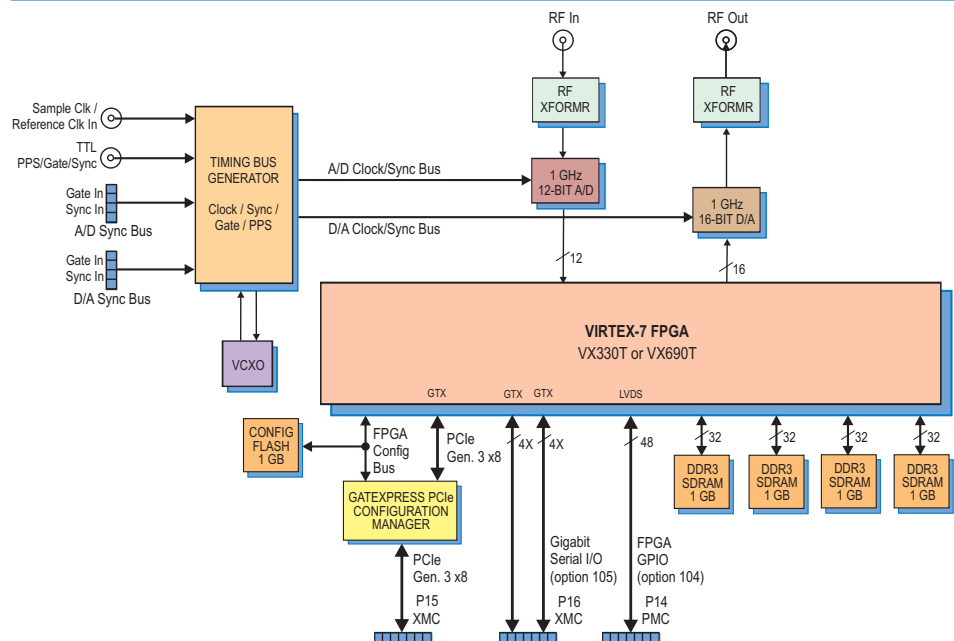 RF In
RF Out
RF
XFORMR
RF
XFORMR
Sample Clk /
Reference Clk In
TTL
PPS/Gate/Sync
Gate In
Sync In
A/D Sync Bus
Gate In
Sync In
D/A Sync Bus
TIMING BUS
GENERATOR
Clock / Sync /
Gate / PPS
A/D Clock/Sync Bus
D/A Clock/Sync Bus
1 GHz
12-BIT A/D
1 GHz
16-BIT D/A
12
16
VCXO
VIRTEX-7 FPGA
VX330T or VX690T
GTX
GTX
GTX
LVDS
CONFIG
FLASH
1 GB
FPGA
Config
Bus
PCIe
Gen. 3 x8
4X
4X
48
32
32
32
32
DDR3
SDRAM
1 GB
DDR3
SDRAM
1 GB
DDR3
SDRAM
1 GB
DDR3
SDRAM
1 GB
GATEXPRESS PCIe
CONFIGURATION
MANAGER
PCIe
Gen. 3 x8
Gigabit
Serial I/O
(option 105)
FPGA
GPIO
(option 104)
P15
XMC
P16
XMC
P14
PMC